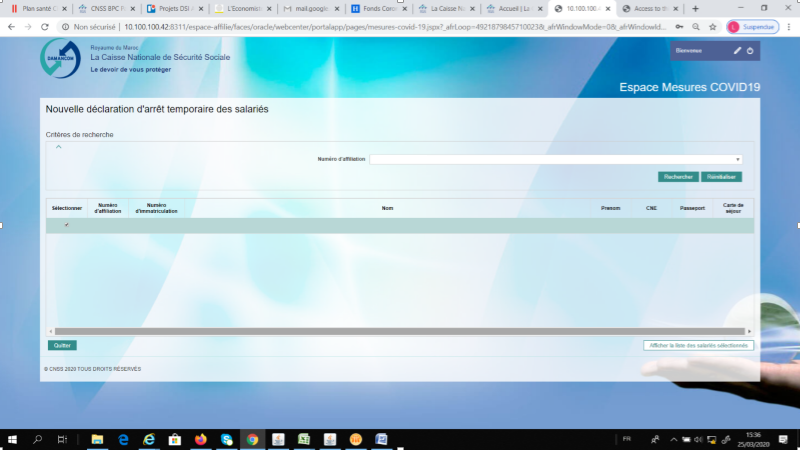 Plan santé C
CNSS BPC P
Projets DSI A
L'Economis
mail.google.
Fonds Coro
La Caisse N
Accueil | La
10.100.100.4
Access to th
Non sécurisé | 10.100.100.42:8311/espace-affilie/faces/oracle/webcenter/portalapp/pages/mesures-covid-19.jspx?_afrLoop=4921879845710023&_afrWindowMode=0&_afrWindowId...
L Suspendue
Royaume du Maroc
DAMANCOM
La Caisse Nationale de Sécurité Sociale
Le devoir de vous protéger
Bienvenue
Espace Mesures COVID19
Nouvelle déclaration d'arrêt temporaire des salariés
Critères de recherche
Numéro d'affiliation
Rechercher Réinitialiser
Sélectionner Numéro d'affiliation Numéro d'immatriculation Nom Prenom CNE Passeport Carte de séjour
Quitter
Afficher la liste des salariés sélectionnés
© CNSS 2020 TOUS DROITS RÉSERVÉS
FR
15:36
25/03/2020